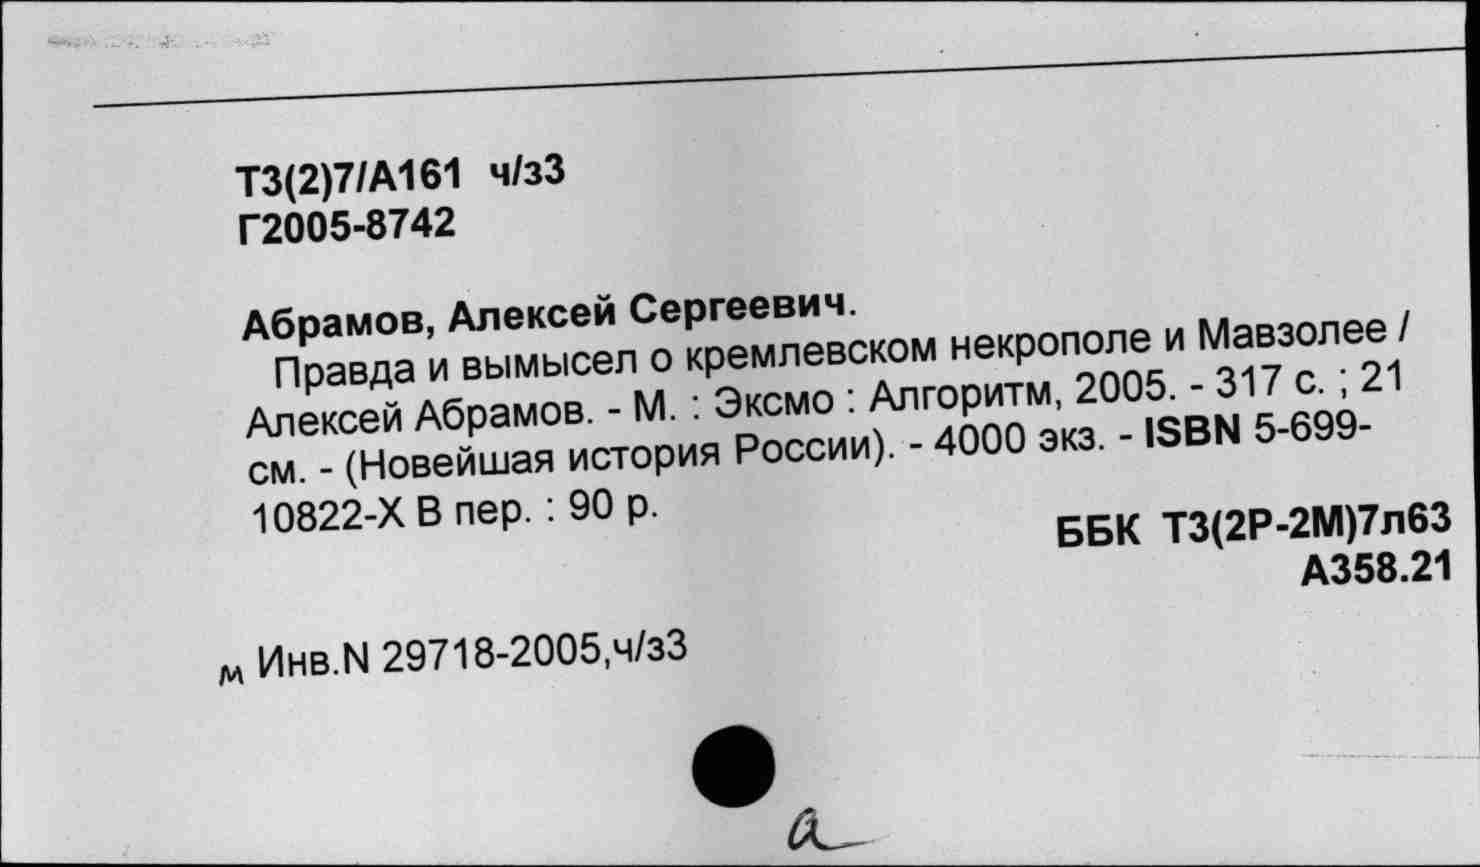 Т3(2)7/А161 ч/з3
Г2005-8742
Абрамов, Алексей Сергеевич.
Правда и вымысел о кремлевском некрополе и Мавзолее /
Алексей Абрамов. - М. : Эксмо : Алгоритм, 2005. - 317 с. ; 21
см. - (Новейшая история России). - 4000 экз. - ISBN 5-699-
10822-X В пер. : 90 р.
ББК Т3(2Р-2М)7л63
А358.21
м Инв.N 29718-2005,ч/з3
а